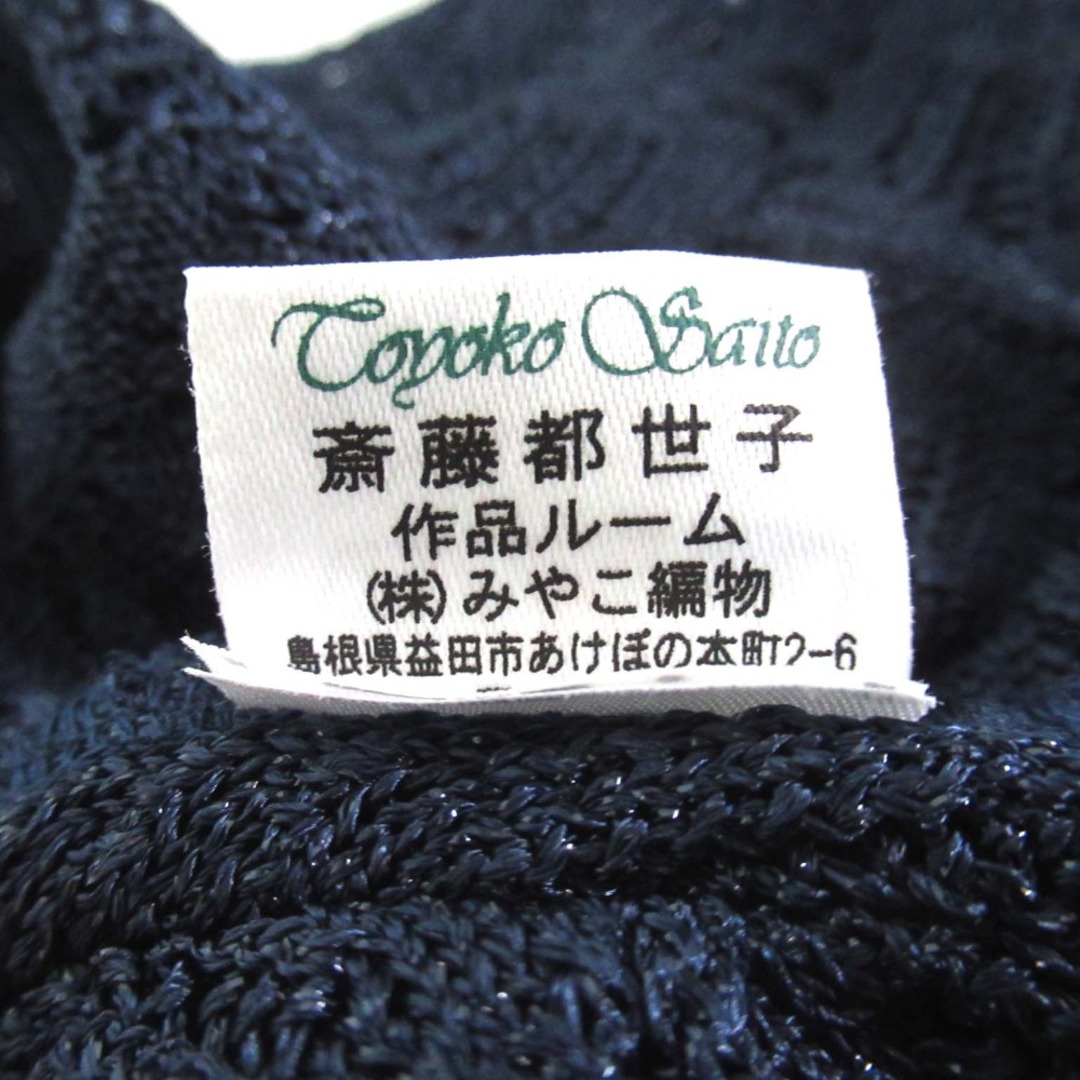 Toyoko Saito
斎藤都世子
作品ルーム
(株)みやこ編物
島根県益田市あけぼの本町12-6